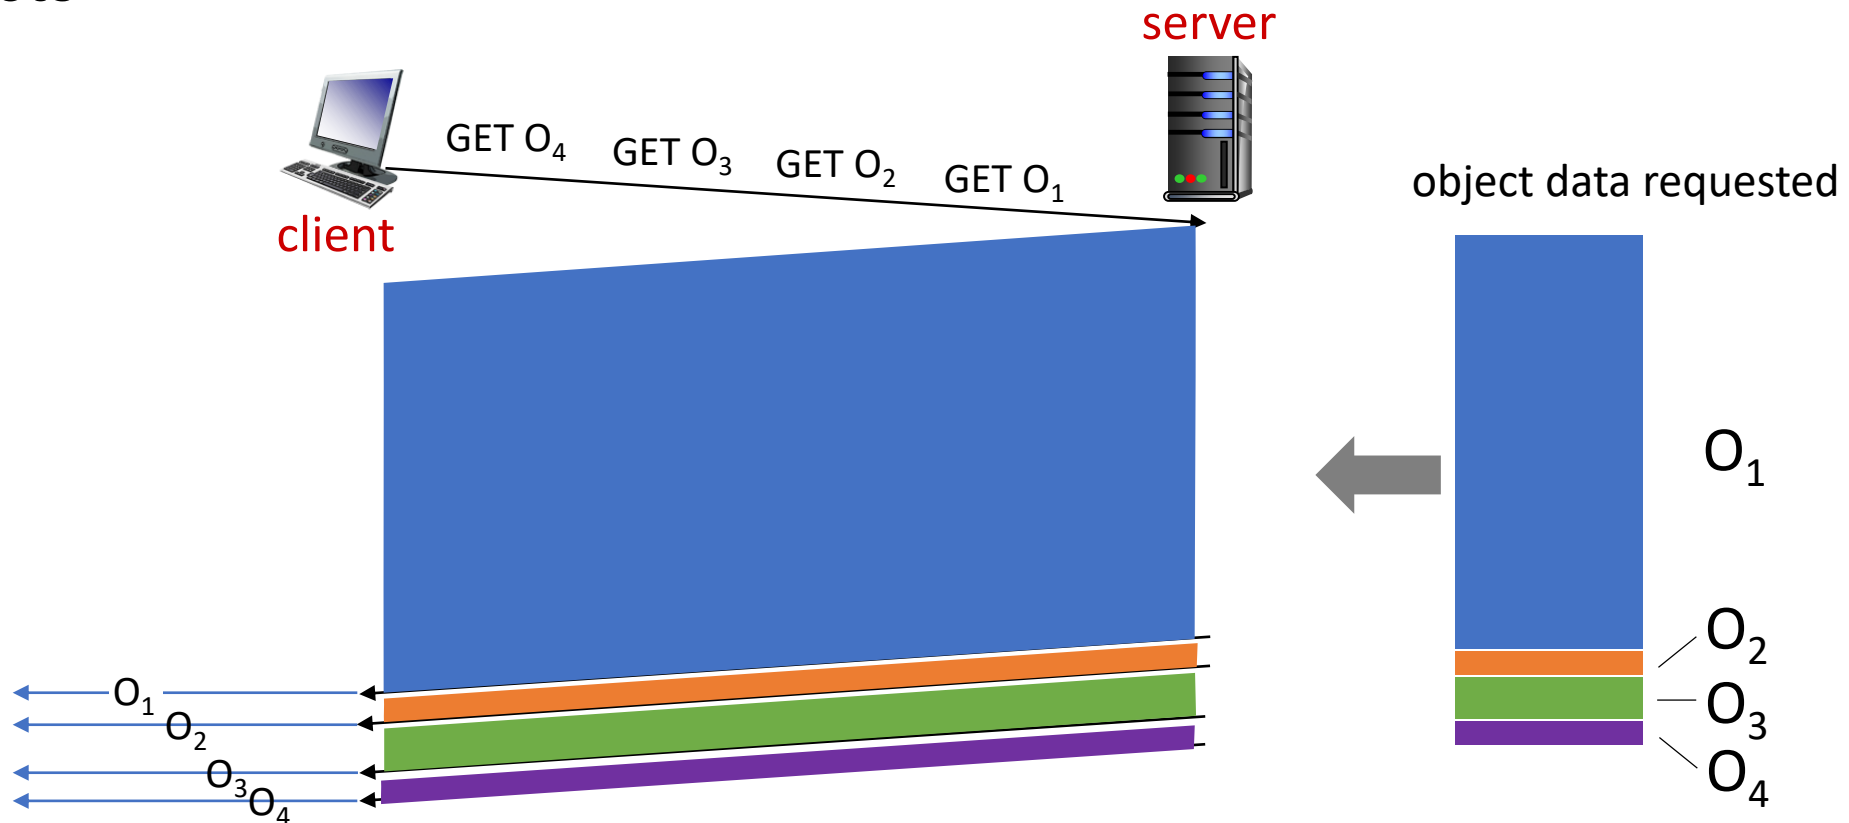 server
GET O₄
GET O₃
GET O₂
GET O₁
object data requested
client
O₁
O₂
O₃
O₄
O₁
O₂
O₃
O₄